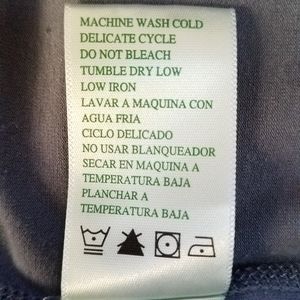 MACHINE WASH COLD
DELICATE CYCLE
DO NOT BLEACH
TUMBLE DRY LOW
LOW IRON
LAVAR A MAQUINA CON
AGUA FRIA
CICLO DELICADO
NO USAR BLANQUEADOR
SECAR EN MAQUINA A
TEMPERATURA BAJA
PLANCHAR A
TEMPERATURA BAJA